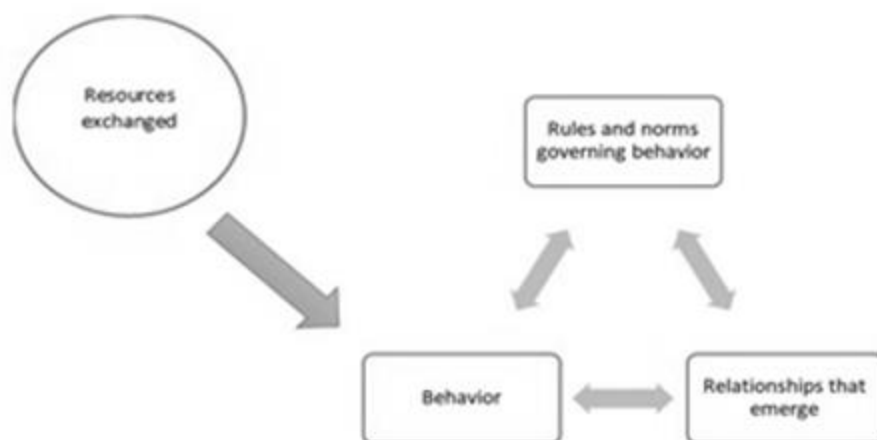 Resources
exchanged
Rules and norms
governing behavior
Behavior
Relationships that
emerge